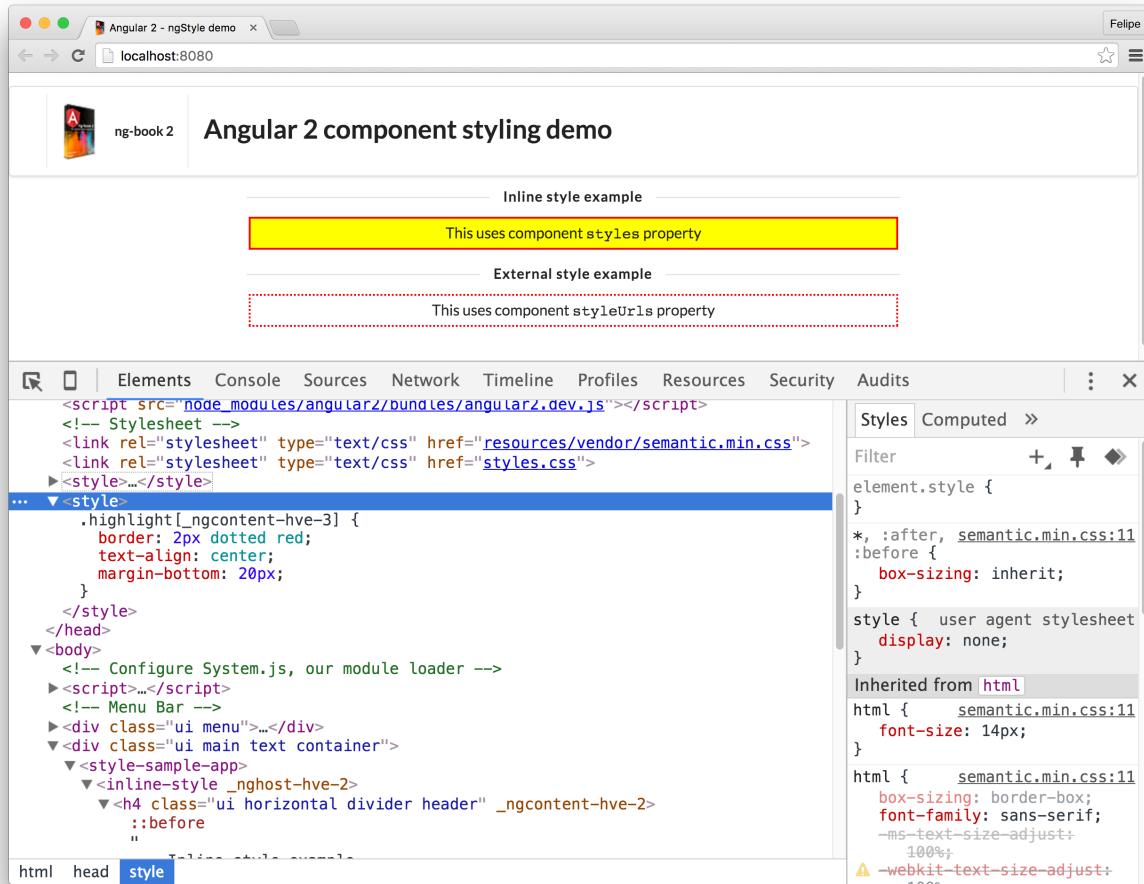 Angular 2 - ngStyle demo
Felipe
localhost:8080
ng-book 2
Angular 2 component styling demo
Inline style example
This uses component styles property
External style example
This uses component styleUrls property
Elements Console Sources Network Timeline Profiles Resources Security Audits
<script src="node_modules/angular2/bundles/angular2.dev.js"></script>
<!-- Stylesheet -->
<link rel="stylesheet" type="text/css" href="resources/vendor/semantic.min.css">
<link rel="stylesheet" type="text/css" href="styles.css">
<style>…</style>
<style>
.highlight[_ngcontent-hve-3] {
border: 2px dotted red;
text-align: center;
margin-bottom: 20px;
}
</style>
</head>
<body>
<!-- Configure System.js, our module loader -->
<script>…</script>
<!-- Menu Bar -->
<div class="ui menu">…</div>
<div class="ui main text container">
<style-sample-app>
<inline-style _nghost-hve-2>
<h4 class="ui horizontal divider header" _ngcontent-hve-2>
::before
"
Inline style example
html head style
Styles Computed »
Filter
element.style {
}
*, :after, semantic.min.css:11
:before {
box-sizing: inherit;
}
style { user agent stylesheet
display: none;
}
Inherited from html
html { semantic.min.css:11
font-size: 14px;
}
html { semantic.min.css:11
box-sizing: border-box;
font-family: sans-serif;
-ms-text-size-adjust:
100%;
-webkit-text-size-adjust:
100%